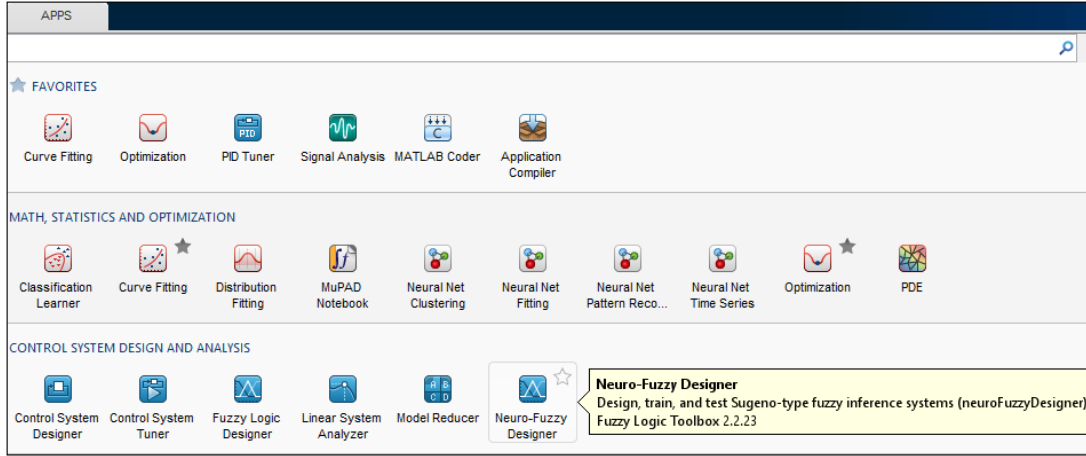 APPS
FAVORITES
PID
C
Curve Fitting
Optimization
PID Tuner
Signal Analysis
MATLAB Coder
Application
Compiler
MATH, STATISTICS AND OPTIMIZATION
Classification
Learner
Curve Fitting
Distribution
Fitting
MuPAD
Notebook
Neural Net
Clustering
Neural Net
Fitting
Neural Net
Pattern Reco...
Neural Net
Time Series
Optimization
PDE
CONTROL SYSTEM DESIGN AND ANALYSIS
A B
C D
Control System
Designer
Control System
Tuner
Fuzzy Logic
Designer
Linear System
Analyzer
Model Reducer
Neuro-Fuzzy
Designer
Neuro-Fuzzy Designer
Design, train, and test Sugeno-type fuzzy inference systems (neuroFuzzyDesigner)
Fuzzy Logic Toolbox 2.2.23